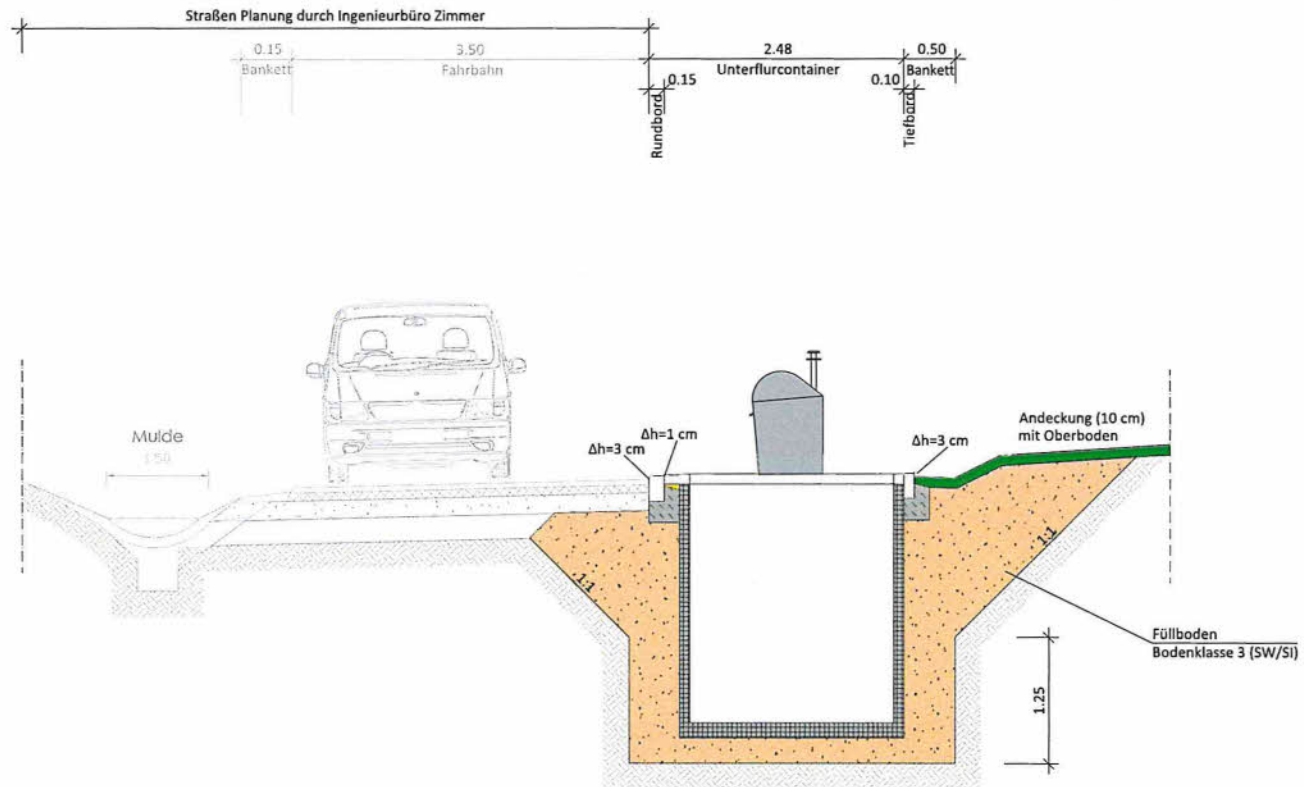 Straßen Planung durch Ingenieurbüro Zimmer
0.15
3.50
2.48
0.50
Bankett
Fahrbahn
Unterflurcontainer
Bankett
0.15
0.10
Rundbord
Tiefbord
Mulde
1.50
Δh=3 cm
Δh=1 cm
Δh=3 cm
Andeckung (10 cm)
mit Oberboden
1:1
1:1
Füllboden
Bodenklasse 3 (SW/SI)
1.25